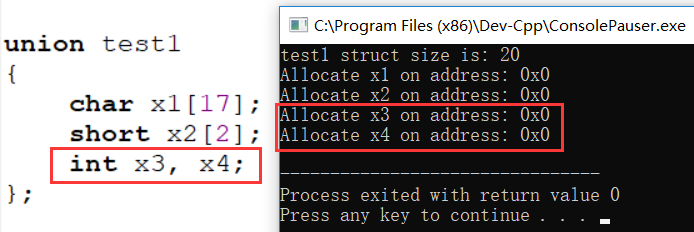 union test1
{
char x1[17];
short x2[2];
int x3, x4;
};
C:\Program Files (x86)\Dev-Cpp\ConsolePauser.exe
test1 struct size is: 20
Allocate x1 on address: 0x0
Allocate x2 on address: 0x0
Allocate x3 on address: 0x0
Allocate x4 on address: 0x0
--------------------------------
Process exited with return value 0
Press any key to continue . . .